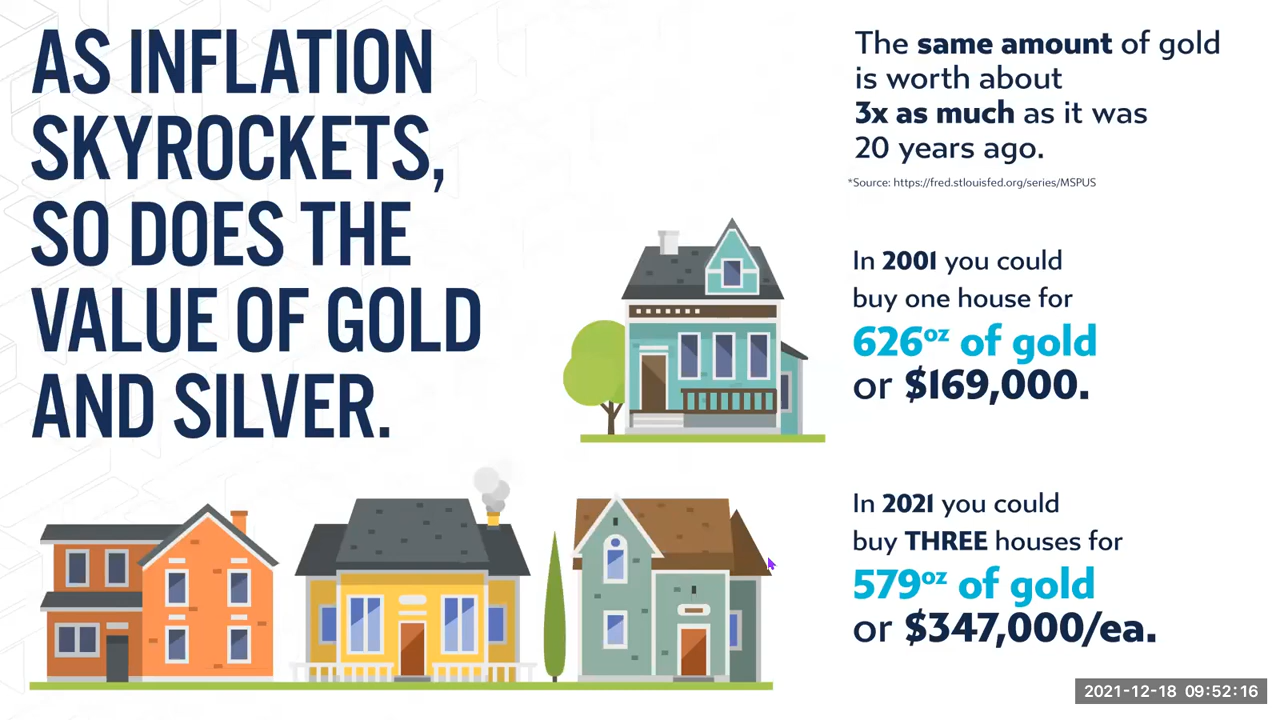 AS INFLATION
SKYROCKETS,
SO DOES THE
VALUE OF GOLD
AND SILVER.
The same amount of gold
is worth about
3x as much as it was
20 years ago.
*Source: https://fred.stlouisfed.org/series/MSPUS
In 2001 you could
buy one house for
626oz of gold
or $169,000.
In 2021 you could
buy THREE houses for
579oz of gold
or $347,000/ea.
2021-12-18 09:52:16